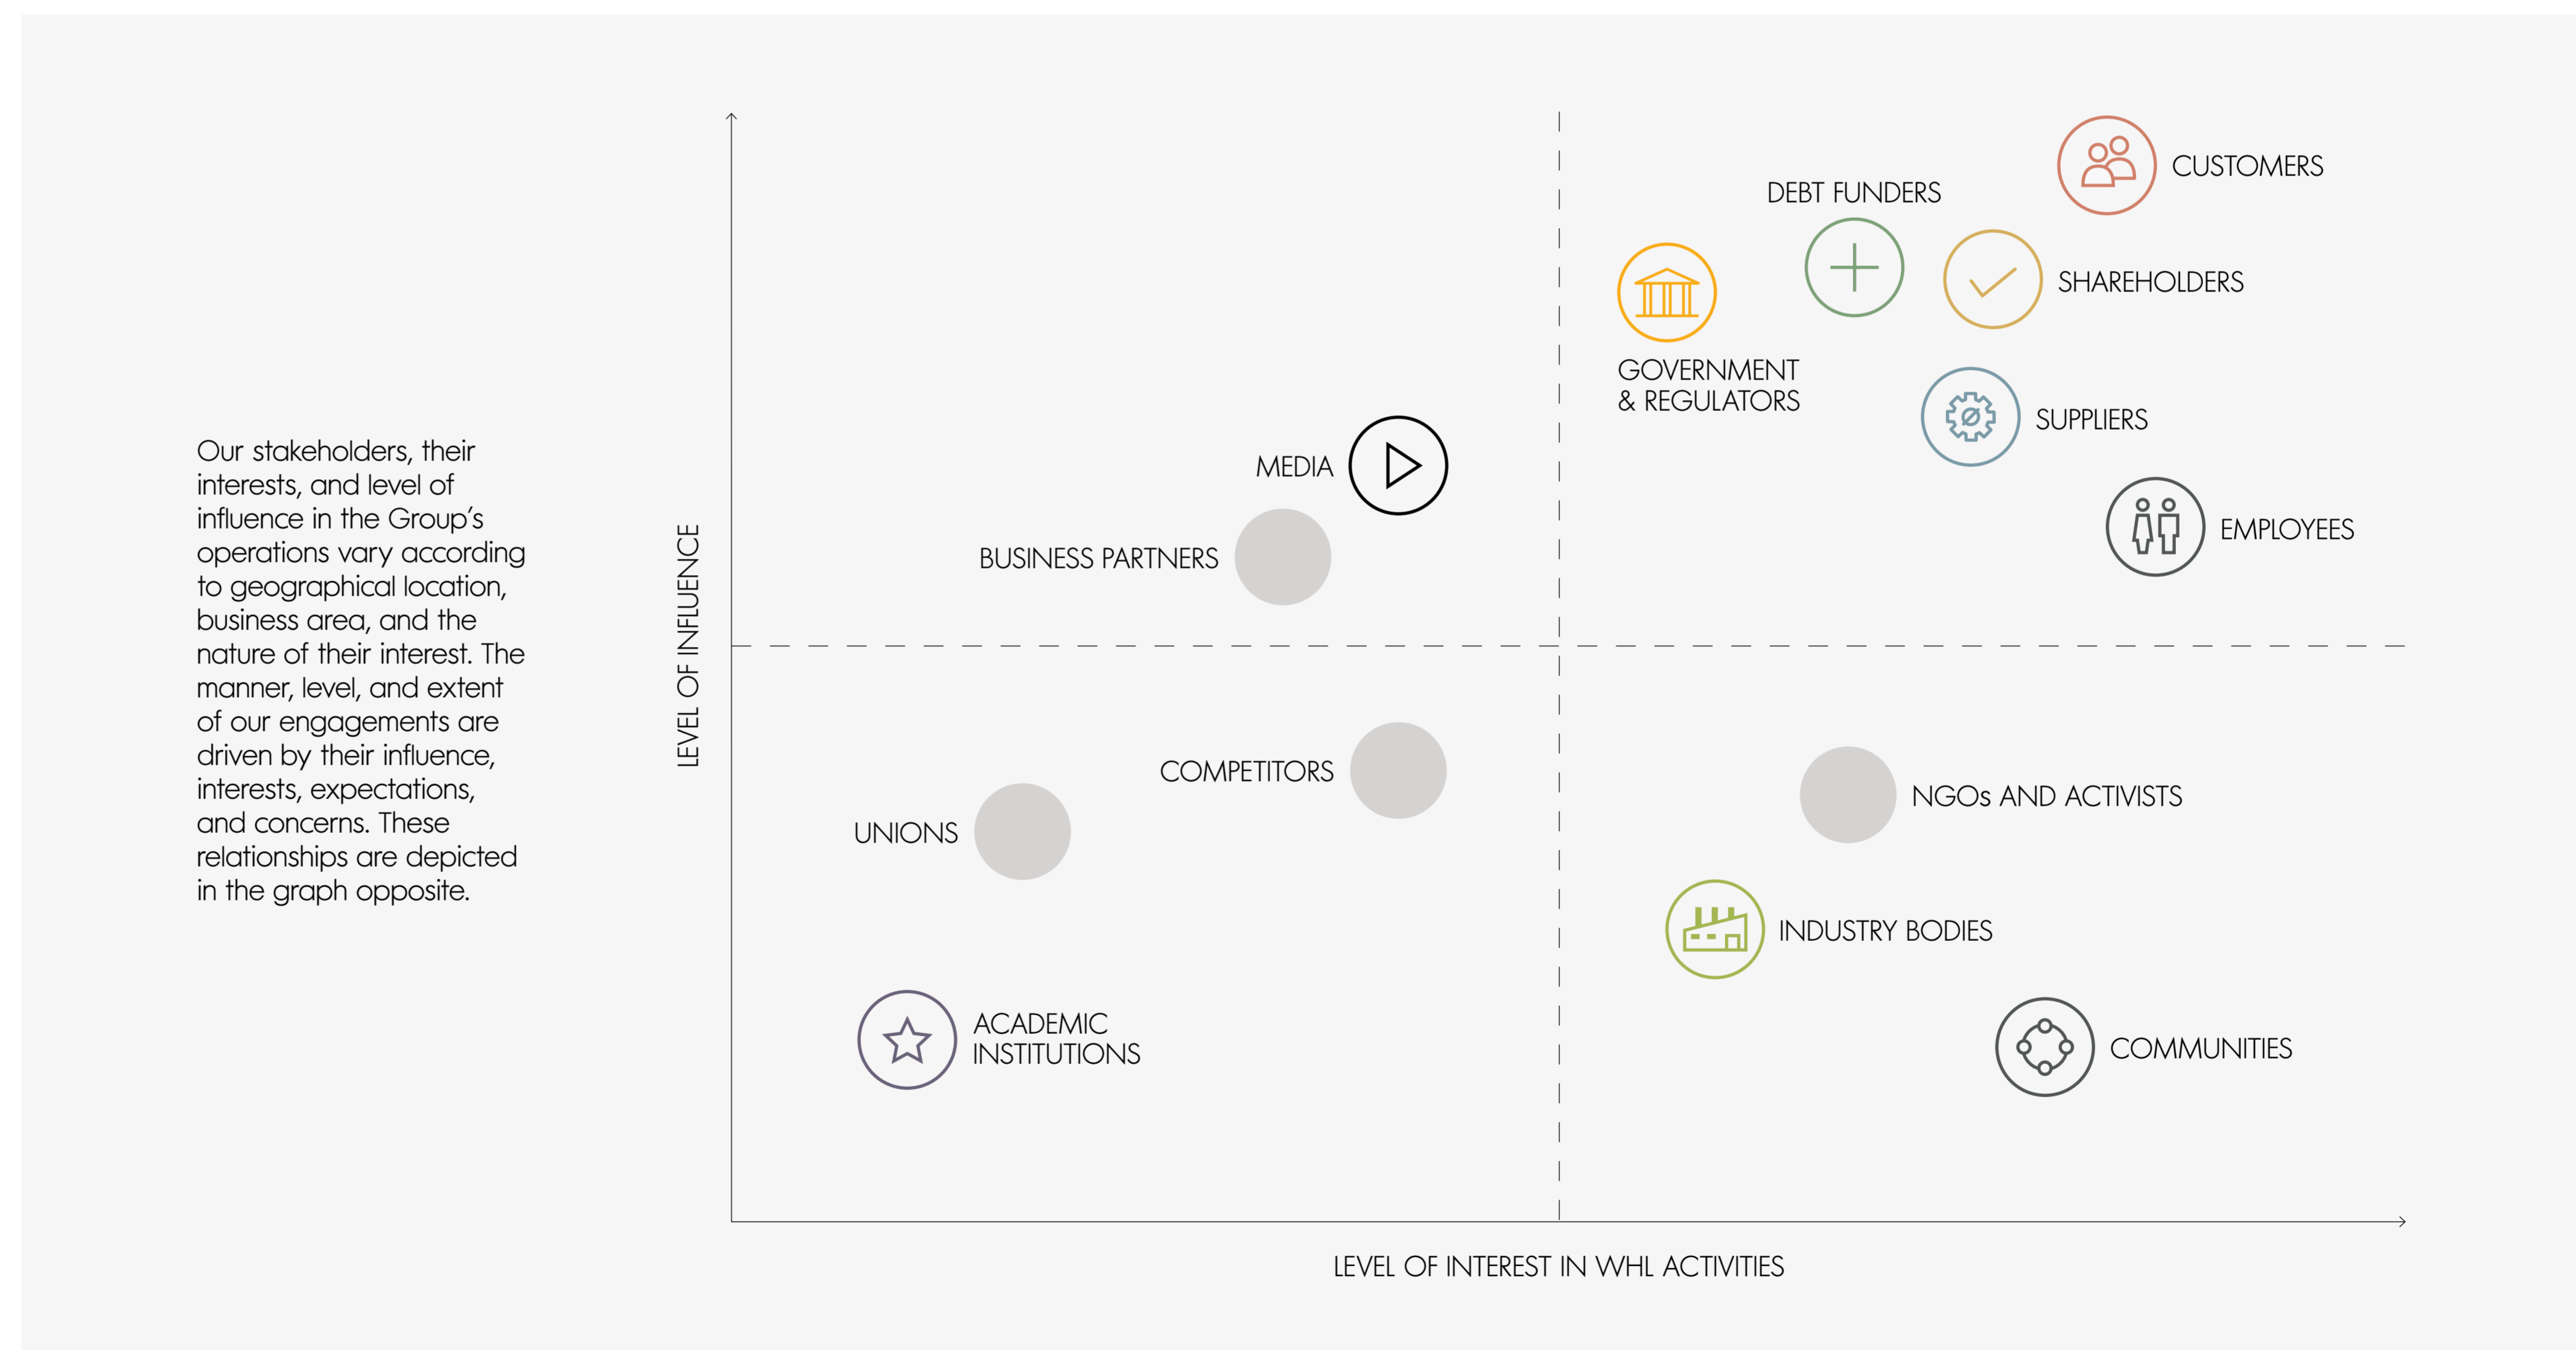 Our stakeholders, their
interests, and level of
influence in the Group's
operations vary according
to geographical location,
business area, and the
nature of their interest. The
manner, level, and extent
of our engagements are
driven by their influence,
interests, expectations,
and concerns. These
relationships are depicted
in the graph opposite.
LEVEL OF INFLUENCE
CUSTOMERS
DEBT FUNDERS
SHAREHOLDERS
GOVERNMENT
& REGULATORS
SUPPLIERS
MEDIA
EMPLOYEES
BUSINESS PARTNERS
COMPETITORS
NGOs AND ACTIVISTS
UNIONS
INDUSTRY BODIES
ACADEMIC
INSTITUTIONS
COMMUNITIES
LEVEL OF INTEREST IN WHL ACTIVITIES